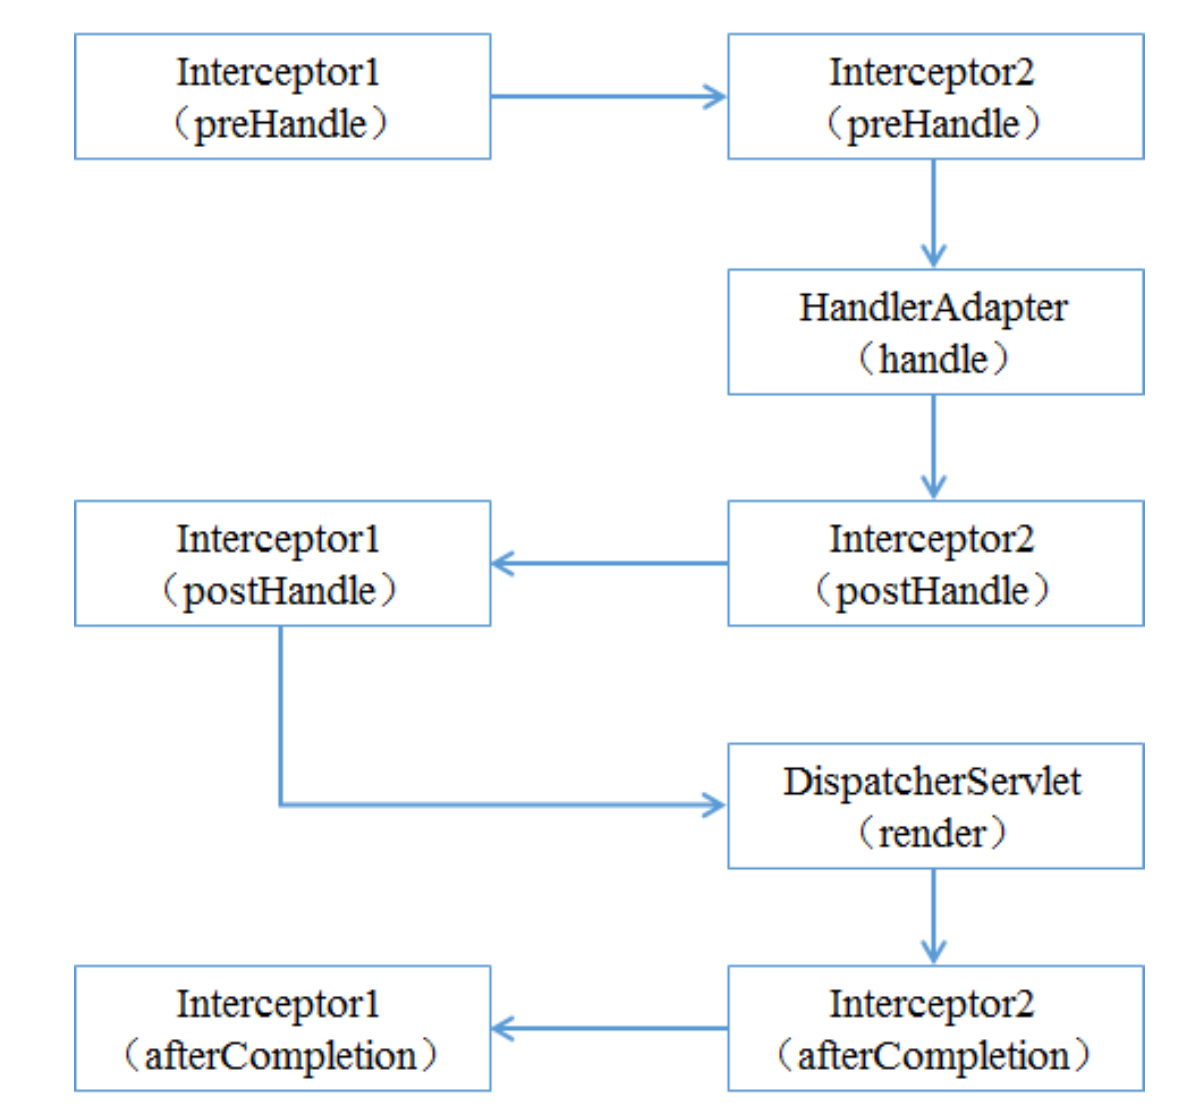 Interceptor1
（preHandle）
Interceptor2
（preHandle）
HandlerAdapter
（handle）
Interceptor1
（postHandle）
Interceptor2
（postHandle）
DispatcherServlet
（render）
Interceptor1
（afterCompletion）
Interceptor2
（afterCompletion）